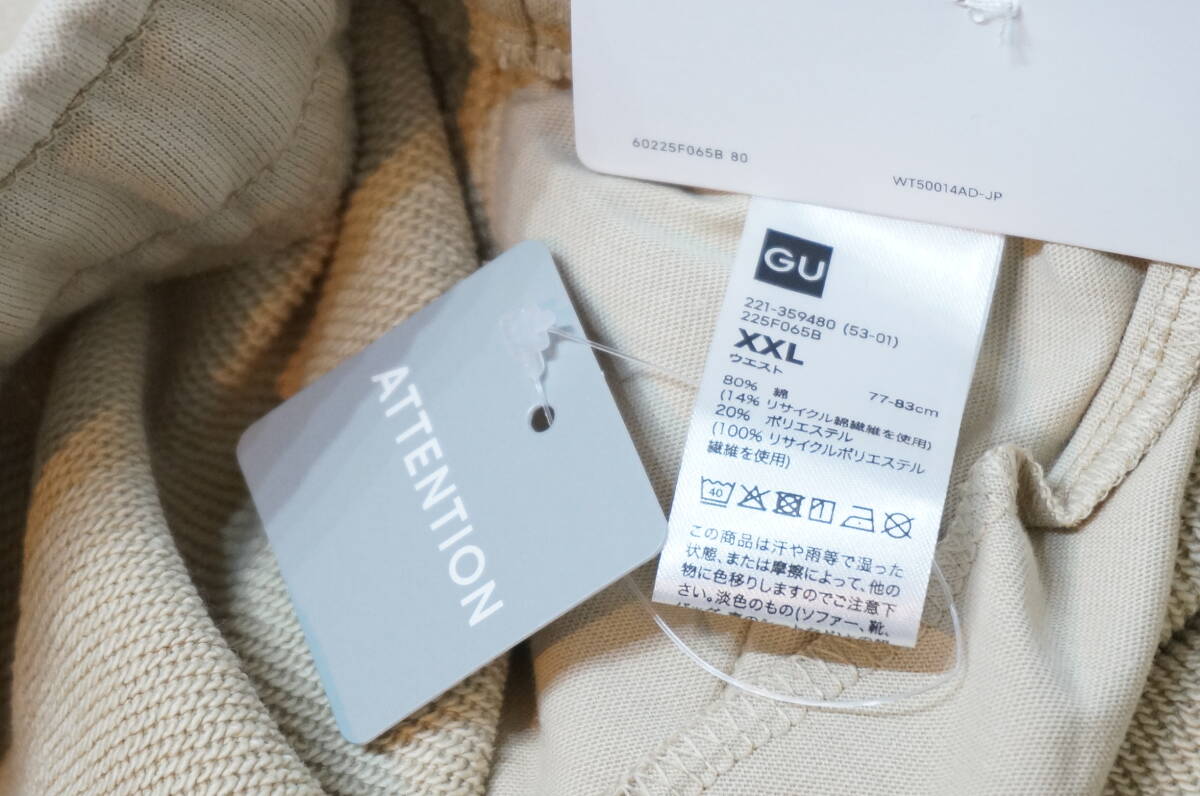 60225F065B 80
WT50014AD-JP
GU
221-359480 (53-01)
225F065B
XXL
ウエスト
77-83cm
80% 綿
(14% リサイクル綿繊維を使用)
20% ポリエステル
(100% リサイクルポリエステル
繊維を使用)
40
この商品は汗や雨等で湿った
状態、または摩擦によって、他の
物に色移りしますのでご注意下
さい。淡色のもの(ソファー、靴、
ATTENTION